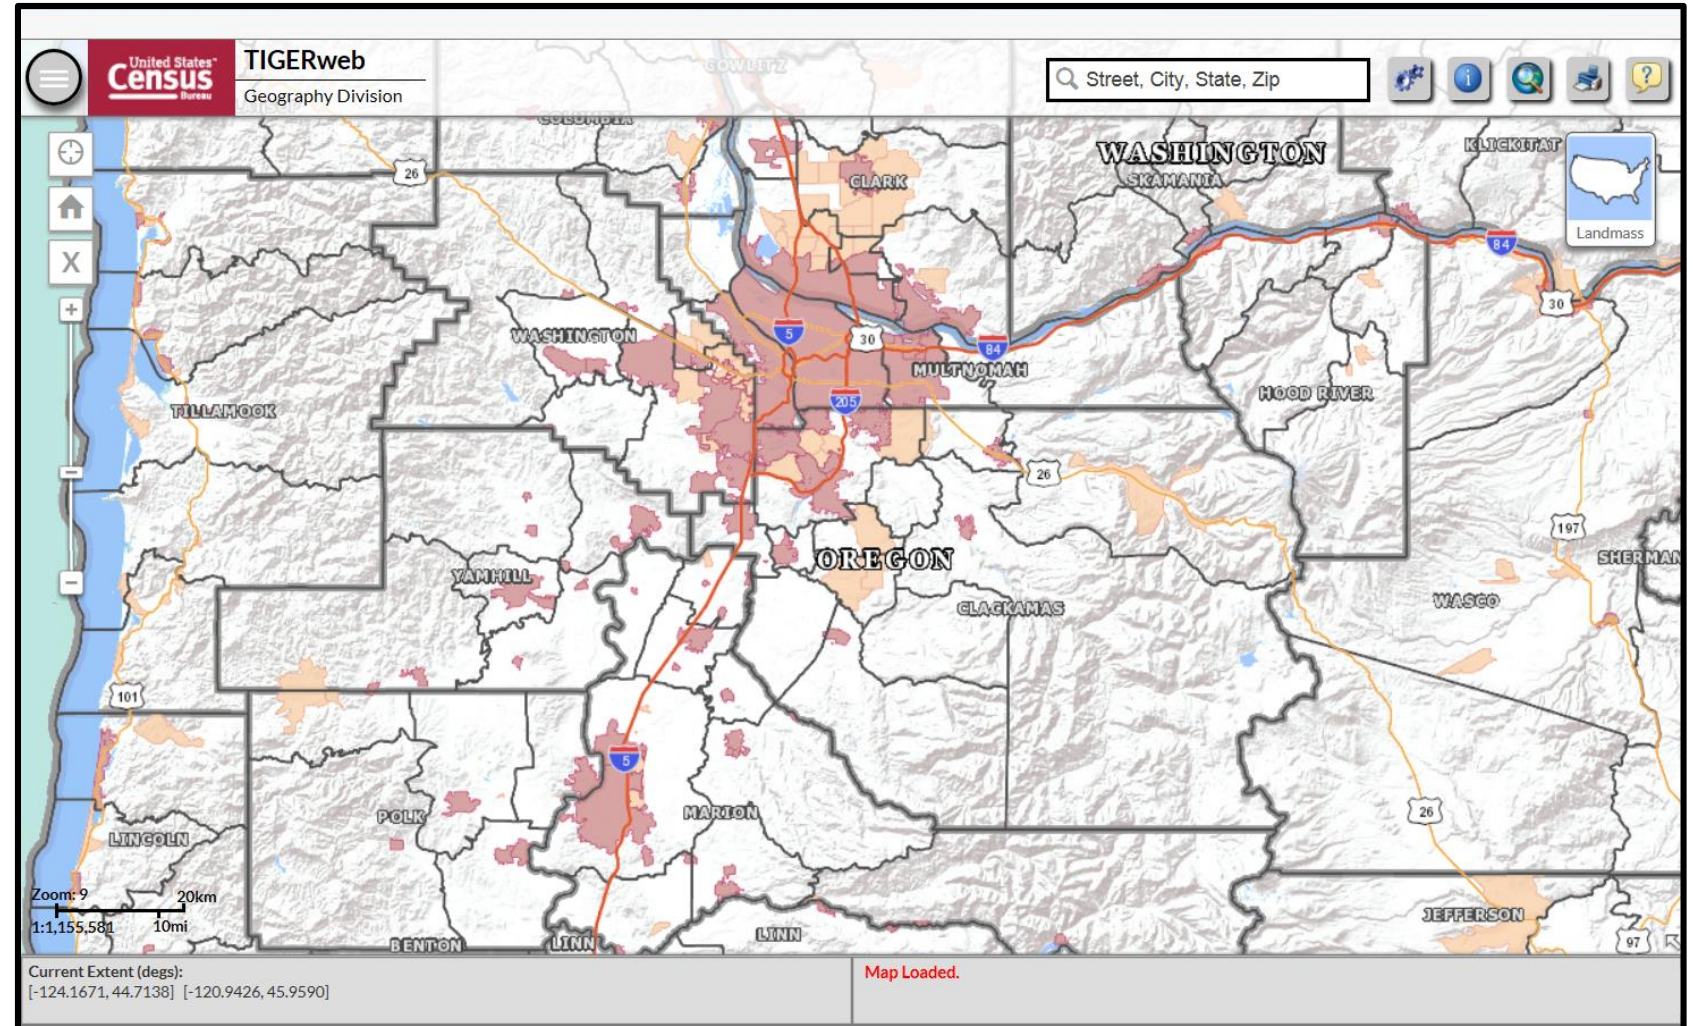 United States™
Census
Bureau
TIGERweb
Geography Division
Street, City, State, Zip
COWLITZ
COLUMBIA
WASHINGTON
KLICKITAT
SKAMANIA
CLARK
26
Landmass
84
30
WASHINGTON
5
30
84
MULTNOMAH
HOOD RIVER
205
TILLAMOOK
26
197
OREGON
SHERMAN
YAMHILL
WASCO
CLACKAMAS
101
5
POLK
MARION
26
LINCOLN
Zoom: 9
20km
1:1,155,581
10mi
JEFFERSON
LINN
97
BENTON
LINN
Current Extent (degs):
Map Loaded.
[-124.1671, 44.7138] [-120.9426, 45.9590]